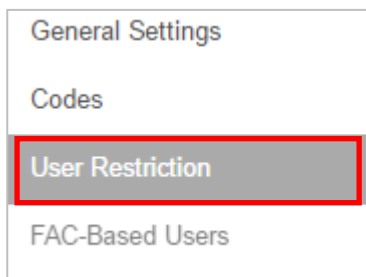 General Settings
Codes
User Restriction
FAC-Based Users